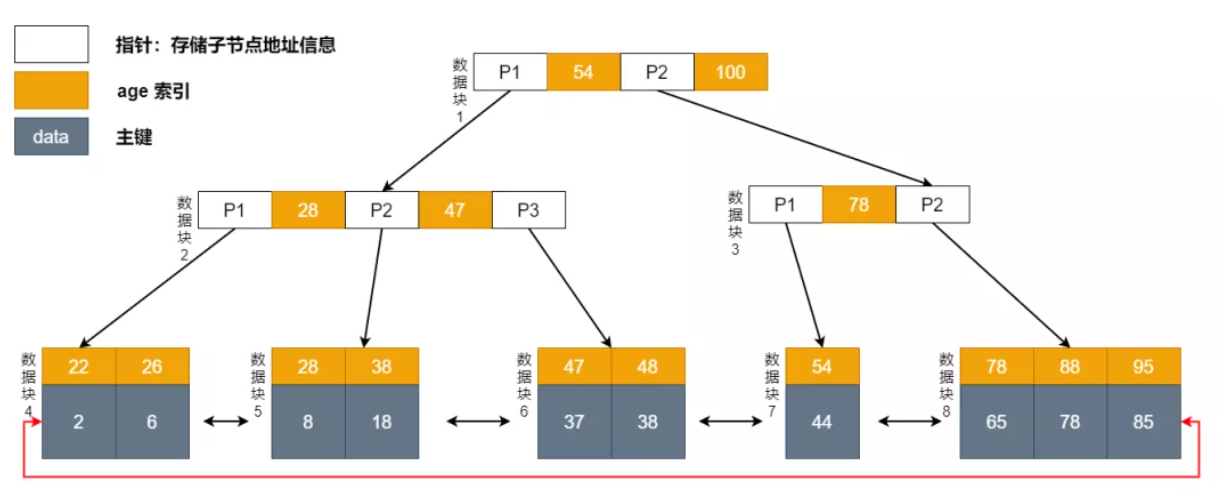 指针：存储子节点地址信息
age 索引
data 主键
数据块1
P1 54 P2 100
数据块2
P1 28 P2 47 P3
数据块3
P1 78 P2
数据块4
22 26
2 6
数据块5
28 38
8 18
数据块6
47 48
37 38
数据块7
54
44
数据块8
78 88 95
65 78 85